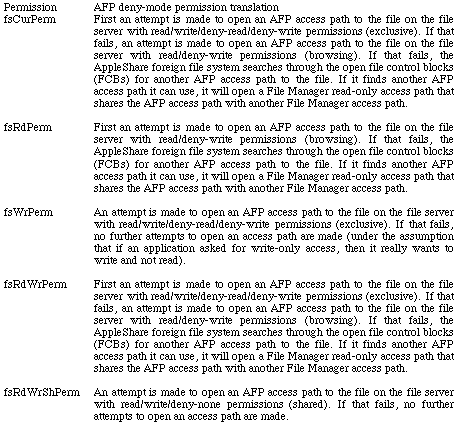 Permission AFP deny-mode permission translation
fsCurPerm First an attempt is made to open an AFP access path to the file on the file
server with read/write/deny-read/deny-write permissions (exclusive). If that
fails, an attempt is made to open an AFP access path to the file on the file
server with read/deny-write permissions (browsing). If that fails, the
AppleShare foreign file system searches through the open file control blocks
(FCBs) for another AFP access path to the file. If it finds another AFP
access path it can use, it will open a File Manager read-only access path that
shares the AFP access path with another File Manager access path.
fsRdPerm First an attempt is made to open an AFP access path to the file on the file
server with read/deny-write permissions (browsing). If that fails, the
AppleShare foreign file system searches through the open file control blocks
(FCBs) for another AFP access path to the file. If it finds another AFP
access path it can use, it will open a File Manager read-only access path that
shares the AFP access path with another File Manager access path.
fsWrPerm An attempt is made to open an AFP access path to the file on the file server
with read/write/deny-read/deny-write permissions (exclusive). If that fails,
no further attempts to open an access path are made (under the assumption
that if an application asked for write-only access, then it really wants to
write and not read).
fsRdWrPerm First an attempt is made to open an AFP access path to the file on the file
server with read/write/deny-read/deny-write permissions (exclusive). If that
fails, an attempt is made to open an AFP access path to the file on the file
server with read/deny-write permissions (browsing). If that fails, the
AppleShare foreign file system searches through the open file control blocks
(FCBs) for another AFP access path to the file. If it finds another AFP
access path it can use, it will open a File Manager read-only access path that
shares the AFP access path with another File Manager access path.
fsRdWrShPerm An attempt is made to open an AFP access path to the file on the file server
with read/write/deny-none permissions (shared). If that fails, no further
attempts to open an access path are made.